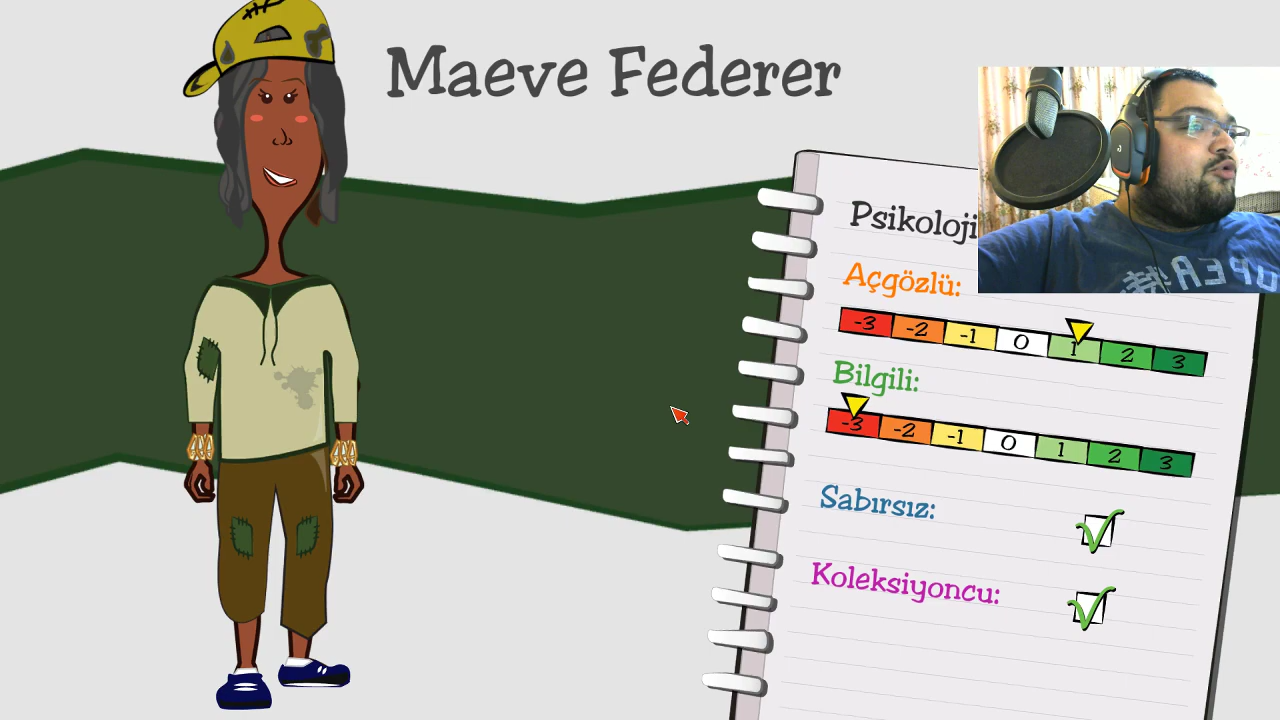 Maeve Federer
Psikoloji
Açgözlü:
-3 -2 -1 0 1 2 3
Bilgili:
-3 -2 -1 0 1 2 3
Sabırsız:
Koleksiyoncu: